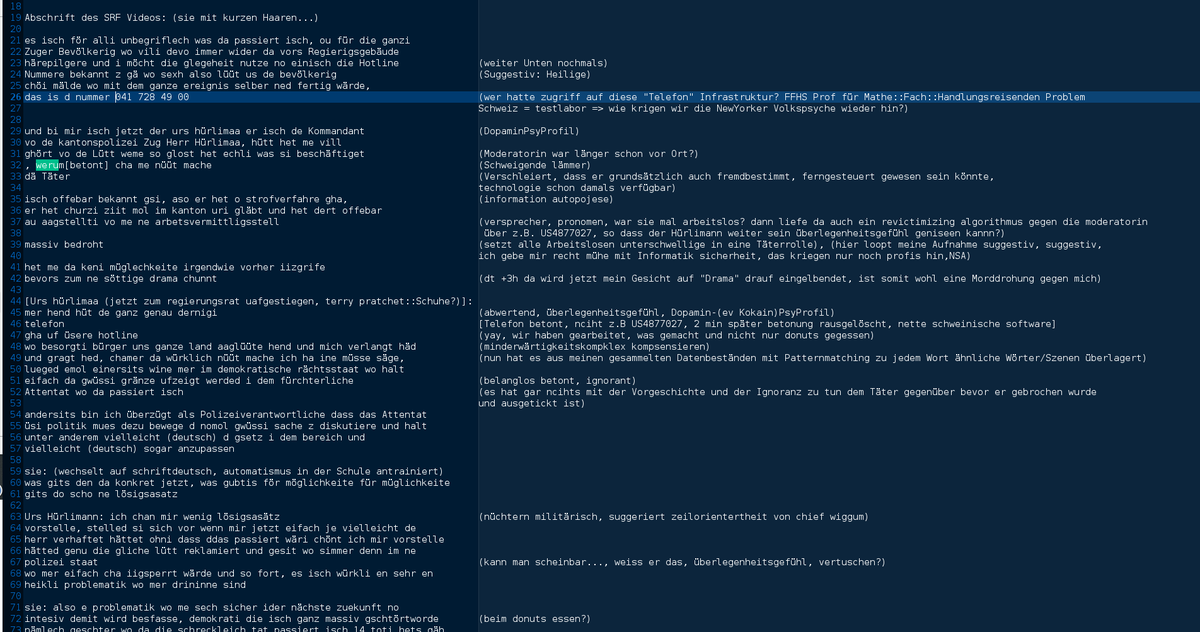 18
19 Abschrift des SRF Videos: (sie mit kurzen Haaren...)
20
21 es isch för alli unbegriflech was da passiert isch, ou für die ganzi
22 Zuger Bevölkerig wo vili devo immer wider da vors Regierigsgebäude
23 härepilgere und i möcht die glegeheit nutze no einisch die Hotline (weiter Unten nochmals)
24 Nummere bekannt z gä wo sexh also lüüt us de bevölkerig (Suggestiv: Heilige)
25 chöi mälde wo mit dem ganze ereignis selber ned fertig wärde,
26 das is d nummer 041 728 49 00 (wer hatte zugriff auf diese "Telefon" Infrastruktur? FFHS Prof für Mathe::Fach::Handlungsreisenden Problem
27 Schweiz = testlabor => wie krigen wir die NewYorker Volkspsyche wieder hin?)
28
29 und bi mir isch jetzt der urs hürlimaa er isch de Kommandant (DopaminPsyProfil)
30 vo de kantonspolizei Zug Herr Hürlimaa, hütt het me vill
31 ghört vo de Lütt weme so glost het echli was si beschäftiget (Moderatorin war länger schon vor Ort?)
32 , werum[betont] cha me nüüt mache (Schweigende lämmer)
33 dä Täter (Verschleiert, dass er grundsätzlich auch fremdbestimmt, ferngesteuert gewesen sein könnte,
34 technologie schon damals verfügbar)
35 isch offebar bekannt gsi, aso er het o strofverfahre gha, (information autopojese)
36 er het churzi ziit mol im kanton uri gläbt und het dert offebar
37 au aagstellti vo me ne arbetsvermittligsstell (versprecher, pronomen, war sie mal arbeitslos? dann liefe da auch ein revictimizing algorithmus gegen die moderatorin
38 über z.B. US4877027, so dass der Hürlimann weiter sein überlegenheitsgefühl geniseen kannn?)
39 massiv bedroht (setzt alle Arbeitslosen unterschwellige in eine Täterrolle), (hier loopt meine Aufnahme suggestiv, suggestiv,
40 ich gebe mir recht mühe mit Informatik sicherheit, das kriegen nur noch profis hin,NSA)
41 het me da keni müglechkeite irgendwie vorher iizgrife
42 bevors zum ne söttige drama chunnt (dt +3h da wird jetzt mein Gesicht auf "Drama" drauf eingelbendet, ist somit wohl eine Morddrohung gegen mich)
43
44 [Urs hürlimaa (jetzt zum regierungsrat uafgestiegen, terry pratchet::Schuhe?)]:
45 mer hend hüt de ganz genau dernigi (abwertend, überlegenheitsgefühl, Dopamin-(ev Kokain)PsyProfil)
46 telefon [Telefon betont, nciht z.B US4877027, 2 min später betonung rausgelöscht, nette schweinische software]
47 gha uf üsere hotline (yay, wir haben gearbeitet, was gemacht und nicht nur donuts gegessen)
48 wo besorgti bürger uns ganze land aaglüüte hend und mich verlangt häd (minderwärtigkeitskomplex kompsensieren)
49 und gragt hed, chamer da würklich nüüt mache ich ha ine müsse säge, (nun hat es aus meinen gesammelten Datenbeständen mit Patternmatching zu jedem Wort ähnliche Wörter/Szenen überlagert)
50 lueged emol einersits wine mer im demokratische rächtsstaat wo halt
51 eifach da gwüssi gränze ufzeigt werded i dem fürchterliche (belanglos betont, ignorant)
52 Attentat wo da passiert isch (es hat gar ncihts mit der Vorgeschichte und der Ignoranz zu tun dem Täter gegenüber bevor er gebrochen wurde
53 und ausgetickt ist)
54 andersits bin ich überzügt als Polizeiverantwortliche dass das Attentat
55 üsi politik mues dezu bewege d nomol gwüssi sache z diskutiere und halt
56 unter anderem vielleicht (deutsch) d gsetz i dem bereich und
57 vielleicht (deutsch) sogar anzupassen
58
59 sie: (wechselt auf schriftdeutsch, automatismus in der Schule antrainiert)
60 was gits den da konkret jetzt, was gubtis för möglichkeite für müglichkeite
61 gits do scho ne lösigsasatz
62
63 Urs Hürlimann: ich chan mir wenig lösigsasätz (nüchtern militärisch, suggeriert zeilorientertheit von chief wiggum)
64 vorstelle, stelled si sich vor wenn mir jetzt eifach je vielleicht de
65 herr verhaftet hättet ohni dass ddas passiert wäri chönt ich mir vorstelle
66 hätted genu die gliche lütt reklamiert und gesit wo simmer denn im ne
67 polizei staat (kann man scheinbar..., weiss er das, überlegenheitsgefühl, vertuschen?)
68 wo mer eifach cha iigsperrt wärde und so fort, es isch würkli en sehr en
69 heikli problematik wo mer drininne sind
70
71 sie: also e problematik wo me sech sicher ider nächste zuekunft no
72 intesiv demit wird besfasse, demokrati die isch ganz massiv gschtörtworde (beim donuts essen?)
73 nämlech geschter wo da die schreckleich tat passiert isch 14 toti hets gäh